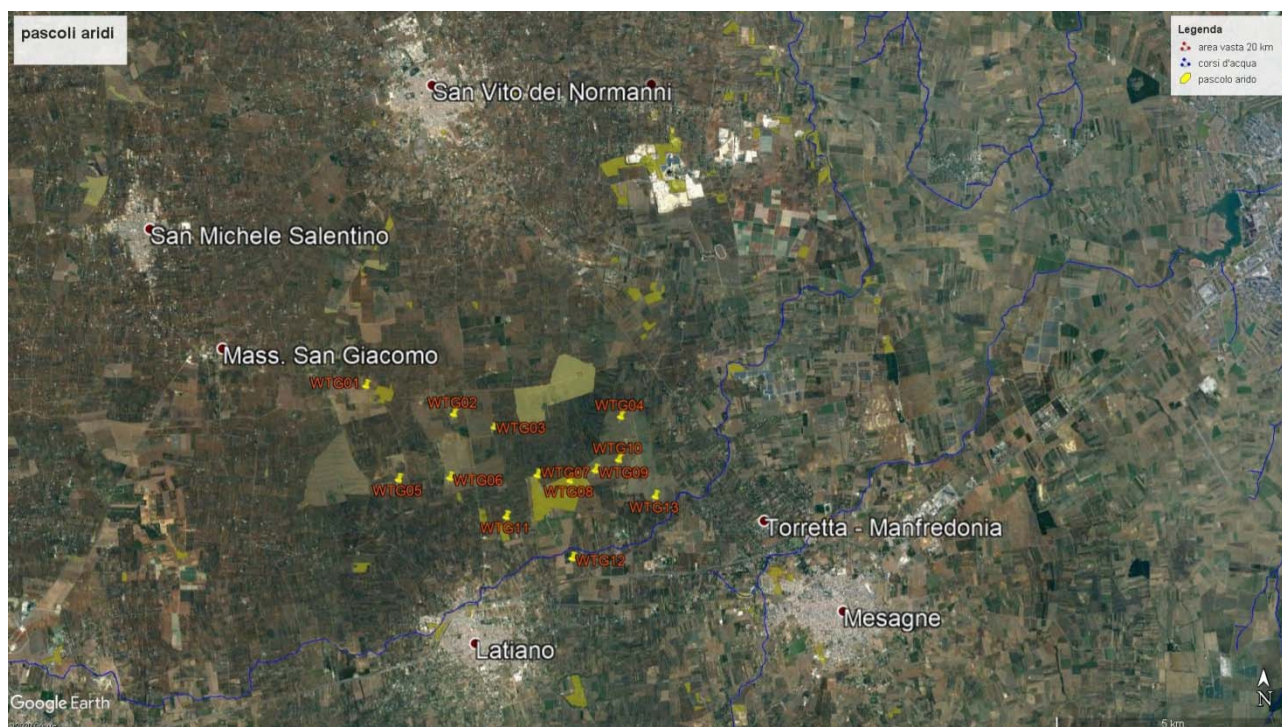 pascoli aridi
Legenda
area vasta 20 km
corsi d'acqua
pascolo arido
San Vito dei Normanni
San Michele Salentino
Mass. San Giacomo
WTG01
WTG02
WTG03
WTG04
WTG10
WTG05
WTG06
WTG07
WTG09
WTG08
WTG13
WTG11
WTG12
Torretta - Manfredonia
Mesagne
Latiano
Google Earth
N
5 km